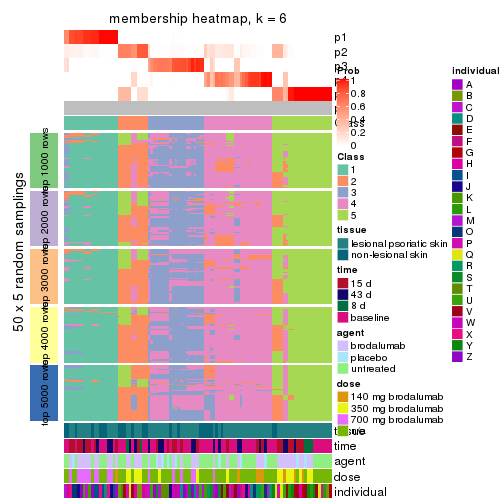 membership heatmap, k = 6
p1
p2
p3
Prob
1
0.8
0.6
0.4
0.2
0
Class
1
2
3
4
5
tissue
lesional psoriatic skin
non-lesional skin
time
15 d
43 d
8 d
baseline
agent
brodalumab
placebo
untreated
dose
140 mg brodalumab
350 mg brodalumab
700 mg brodalumab
individual
A
B
C
D
E
F
G
H
I
J
K
L
M
O
P
Q
R
S
T
U
V
W
X
Y
Z
50 x 5 random samplings
top 1000 rows
top 2000 rows
top 3000 rows
top 4000 rows
top 5000 rows
time
agent
dose
individual